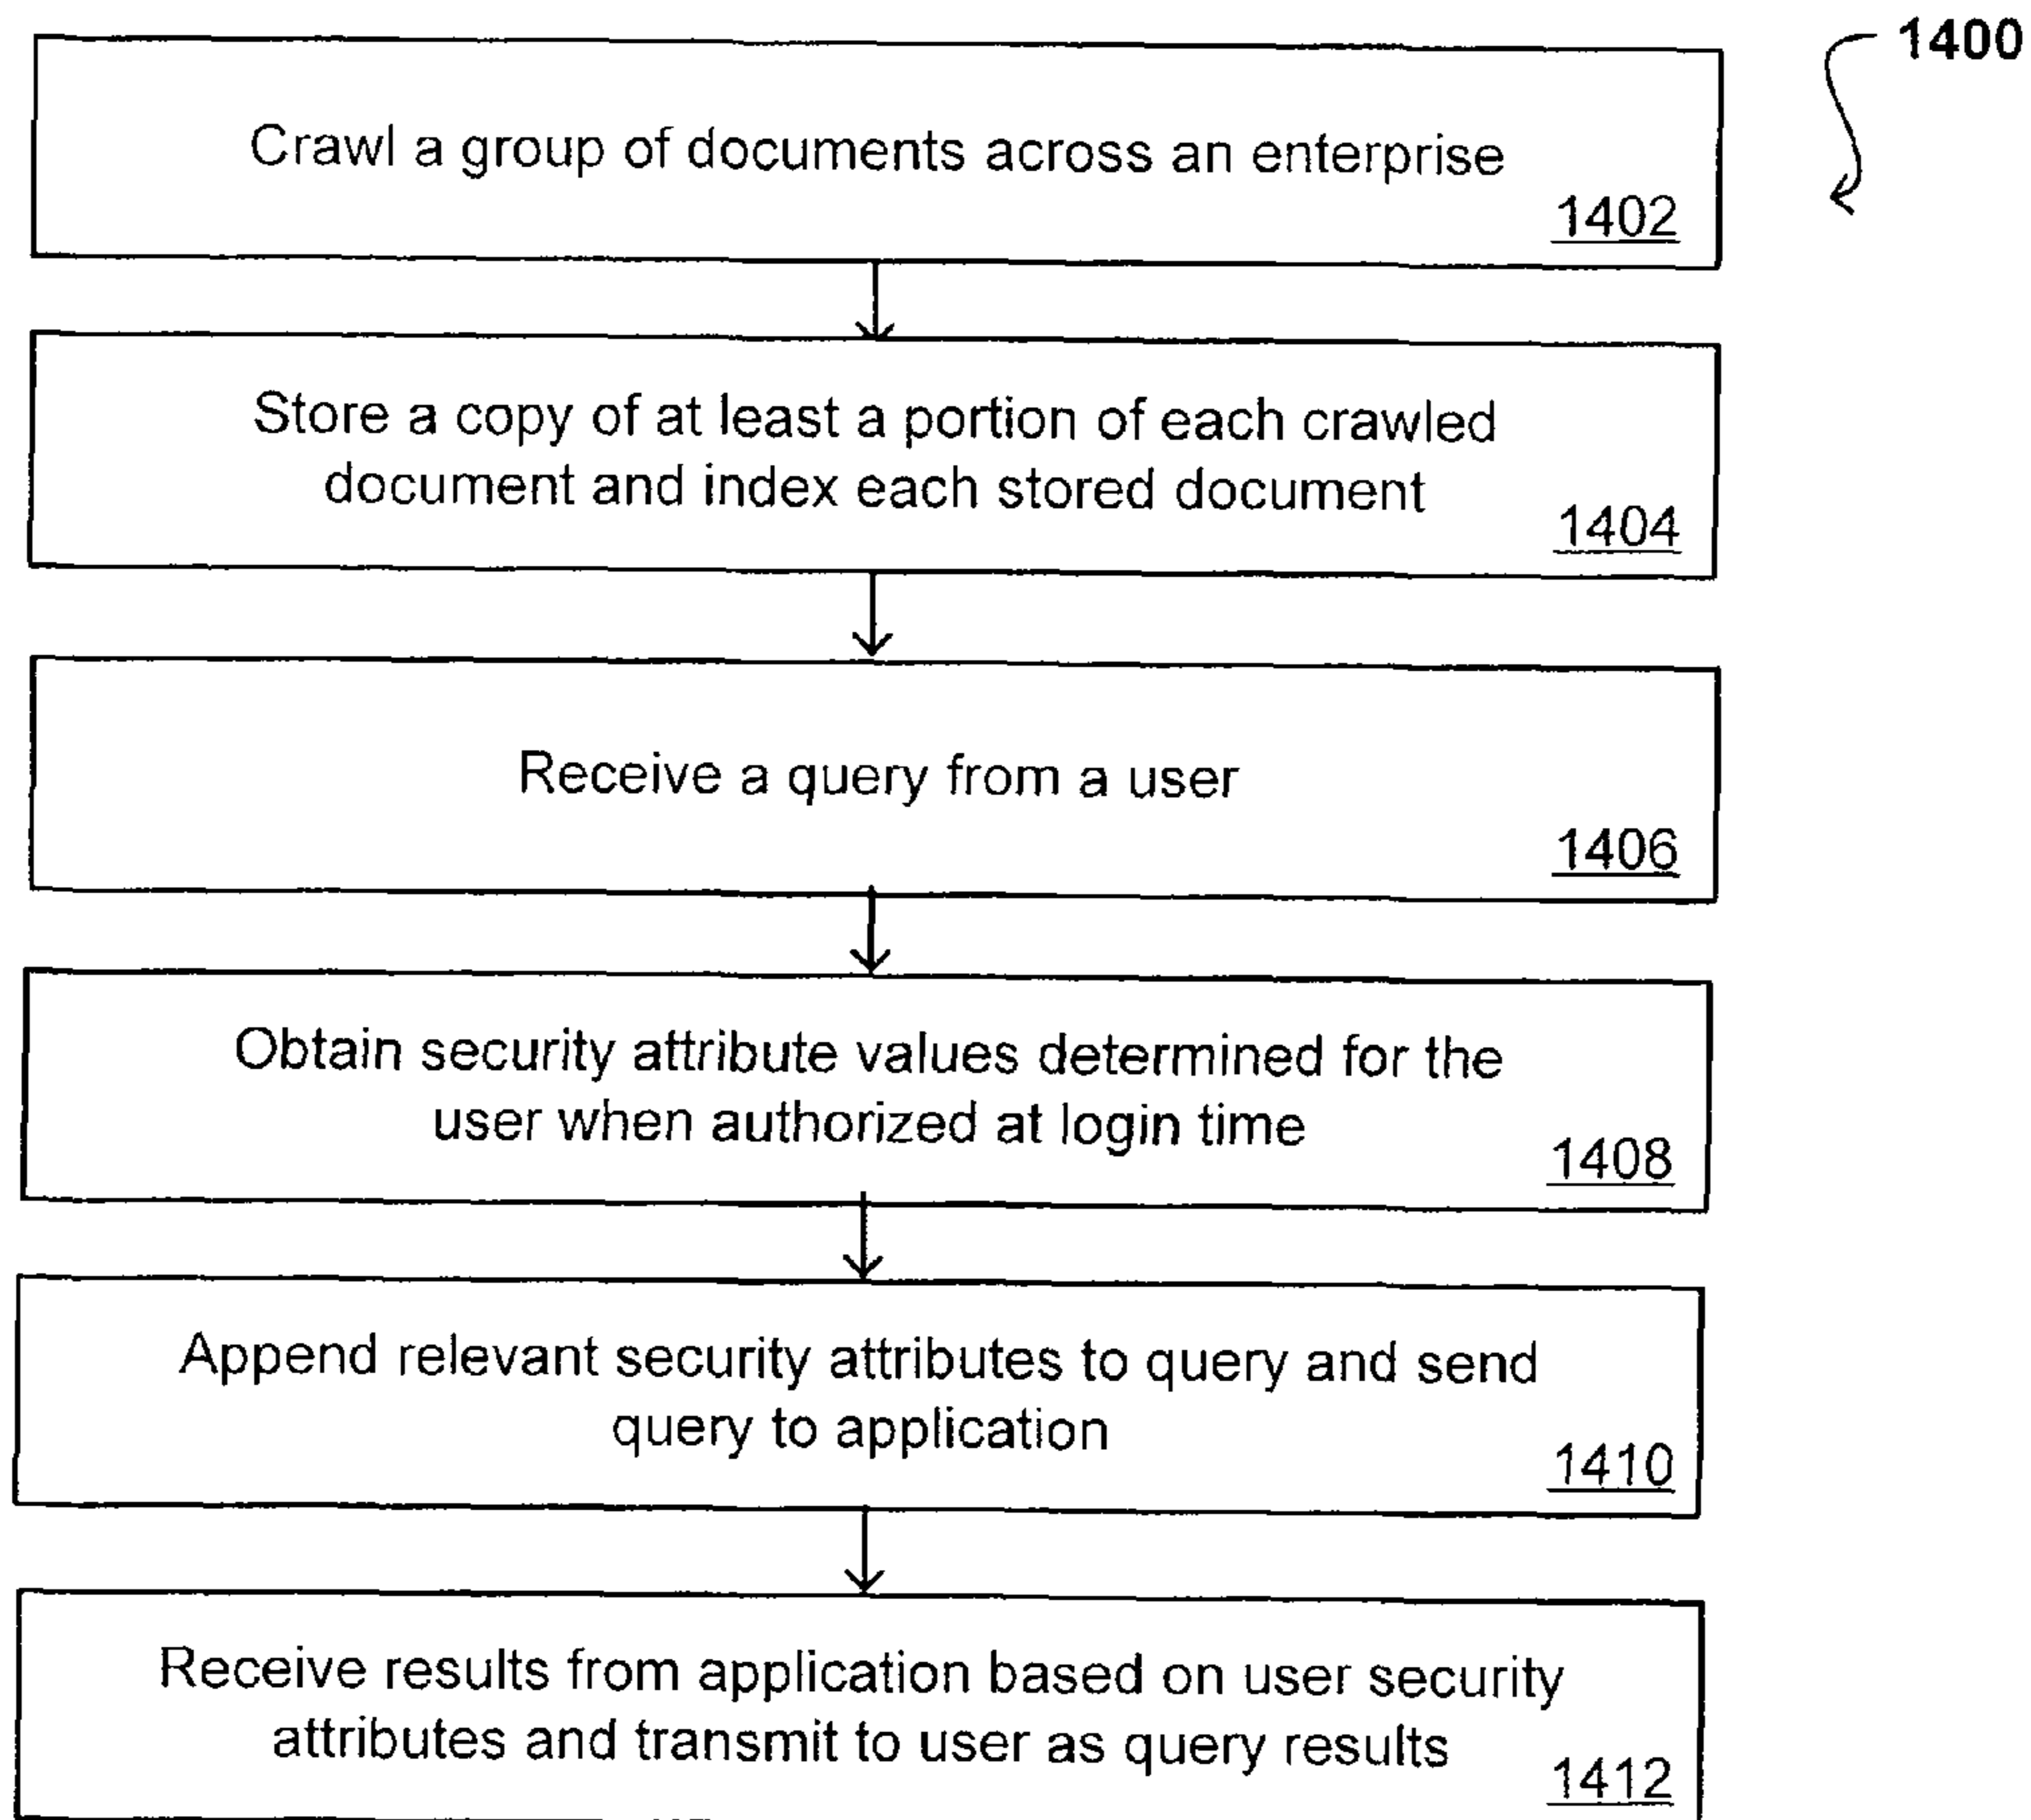 1400
Crawl a group of documents across an enterprise
1402
Store a copy of at least a portion of each crawled
document and index each stored document
1404
Receive a query from a user
1406
Obtain security attribute values determined for the
user when authorized at login time
1408
Append relevant security attributes to query and send
query to application
1410
Receive results from application based on user security
attributes and transmit to user as query results
1412